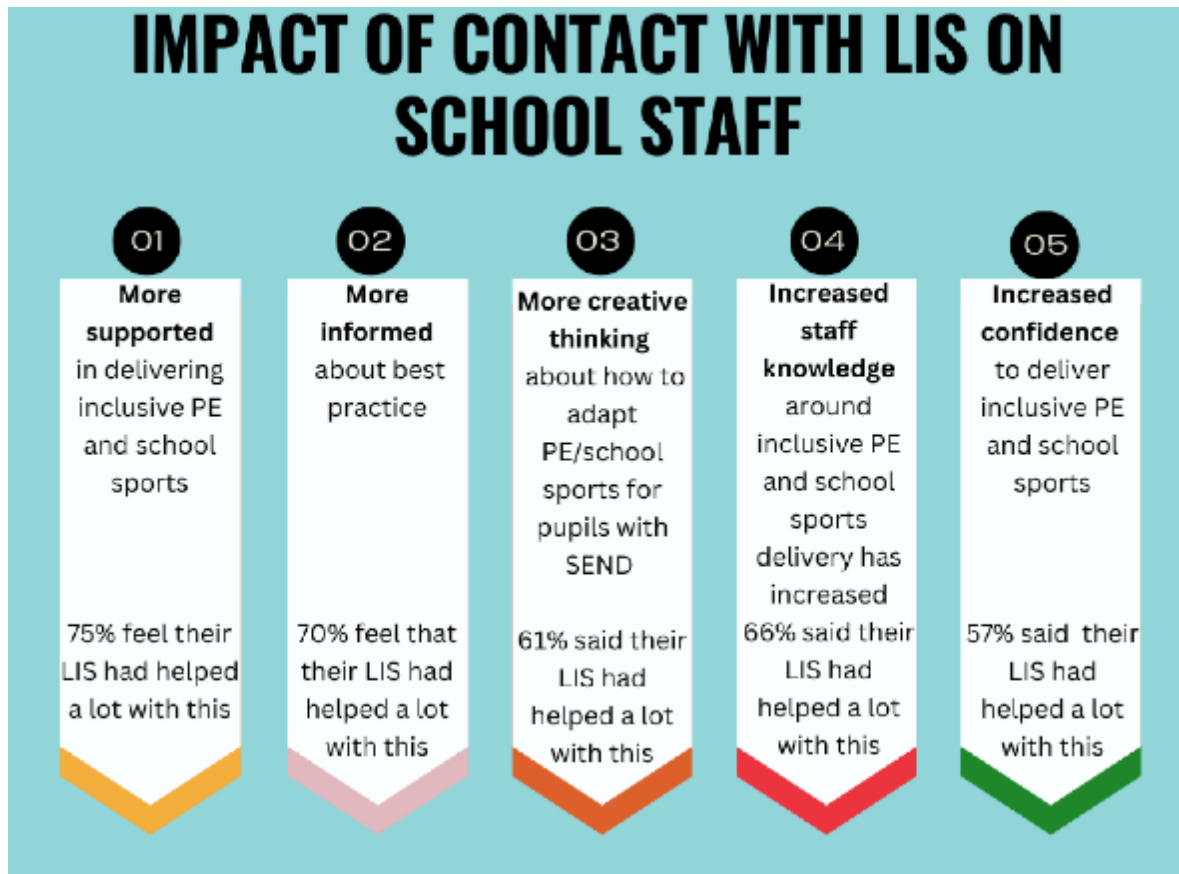 IMPACT OF CONTACT WITH LIS ON
SCHOOL STAFF
01
More
supported
in delivering
inclusive PE
and school
sports
75% feel their
LIS had helped
a lot with this
02
More
informed
about best
practice
70% feel that
their LIS had
helped a lot
with this
03
More creative
thinking
about how to
adapt
PE/school
sports for
pupils with
SEND
61% said their
LIS had
helped a lot
with this
04
Increased
staff
knowledge
around
inclusive PE
and school
sports
delivery has
increased
66% said their
LIS had
helped a lot
with this
05
Increased
confidence
to deliver
inclusive PE
and school
sports
57% said their
LIS had
helped a lot
with this